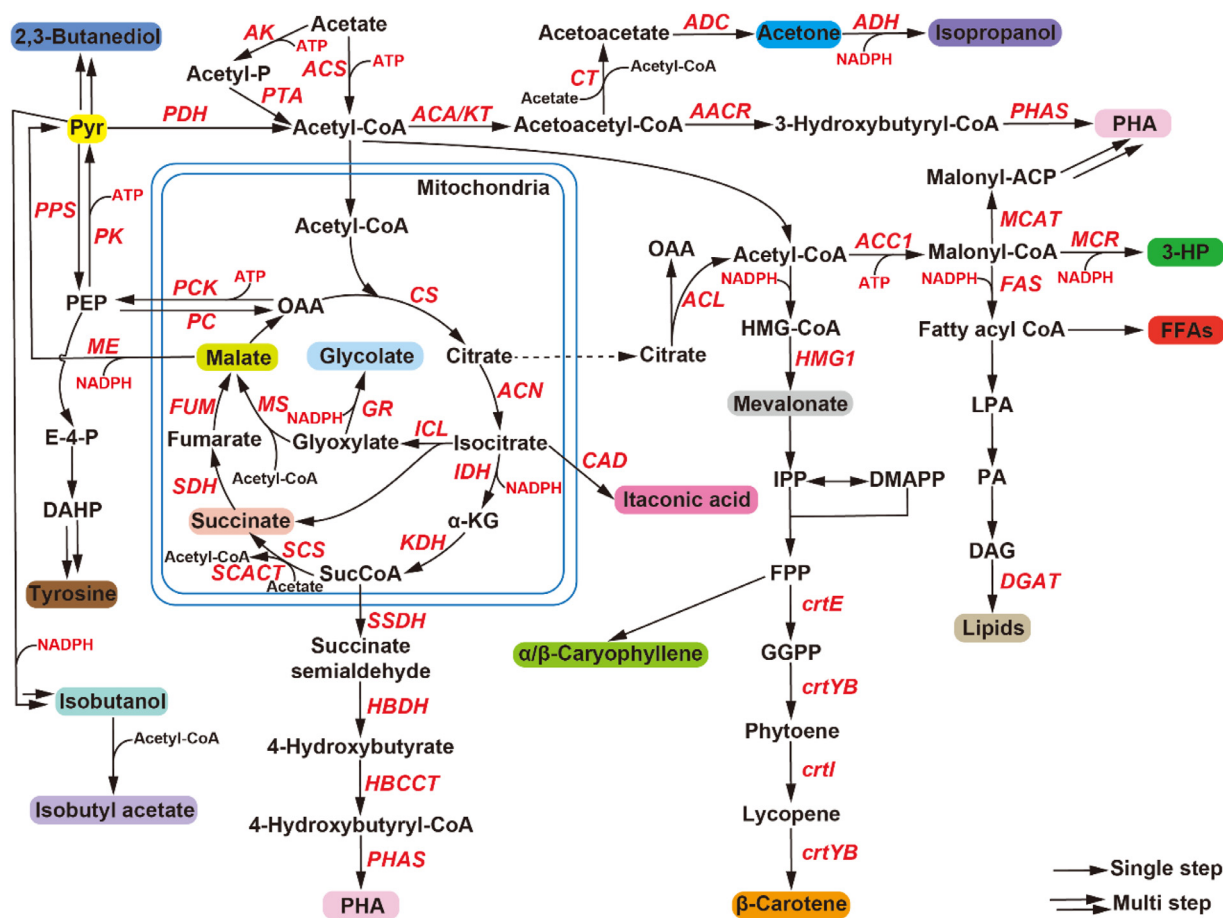 2,3-Butanediol
AK
Acetate
ATP
Acetyl-P
ACS
ATP
PTA
Acetoacetate
ADC
Acetone
ADH
Isopropanol
NADPH
CT
Acetyl-CoA
Acetate
Pyr
PDH
Acetyl-CoA
ACA/KT
Acetoacetyl-CoA
AACR
3-Hydroxybutyryl-CoA
PHAS
PHA
Mitochondria
Malonyl-ACP
PPS
ATP
PK
Acetyl-CoA
MCAT
OAA
Acetyl-CoA
ACC1
Malonyl-CoA
MCR
3-HP
NADPH
ATP
NADPH
NADPH
ACL
FAS
PEP
PCK
ATP
OAA
CS
PC
HMG-CoA
Fatty acyl CoA
FFAs
ME
NADPH
Malate
Glycolate
Citrate
Citrate
HMG1
ACN
FUM
MS
NADPH
GR
Mevalonate
LPA
E-4-P
Fumarate
Glyoxylate
ICL
Isocitrate
CAD
SDH
Acetyl-CoA
IDH
NADPH
Itaconic acid
IPP
DMAPP
PA
DAHP
Succinate
α-KG
Acetyl-CoA
SCS
KDH
SCACT
Acetate
SucCoA
DAG
DGAT
Tyrosine
FPP
SSDH
crtE
Lipids
NADPH
Succinate
semialdehyde
α/β-Caryophyllene
GGPP
Isobutanol
HBDH
crtYB
Acetyl-CoA
4-Hydroxybutyrate
Phytoene
HBCCT
crtI
Isobutyl acetate
4-Hydroxybutyryl-CoA
Lycopene
PHAS
crtYB
Single step
PHA
β-Carotene
Multi step